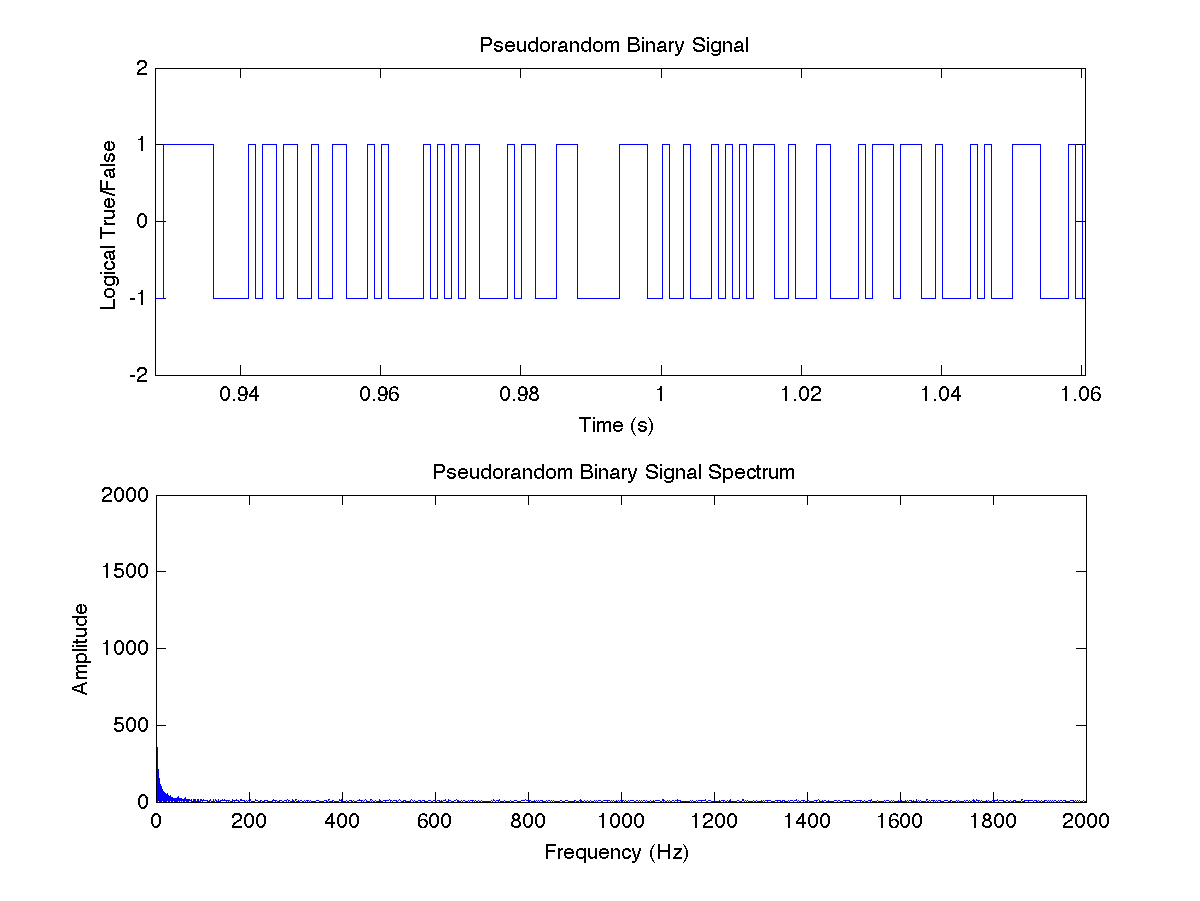 Pseudorandom Binary Signal
2
1
0
-1
-2
Logical True/False
0.94 0.96 0.98 1 1.02 1.04 1.06
Time (s)
Pseudorandom Binary Signal Spectrum
2000
1500
1000
500
0
Amplitude
0 200 400 600 800 1000 1200 1400 1600 1800 2000
Frequency (Hz)